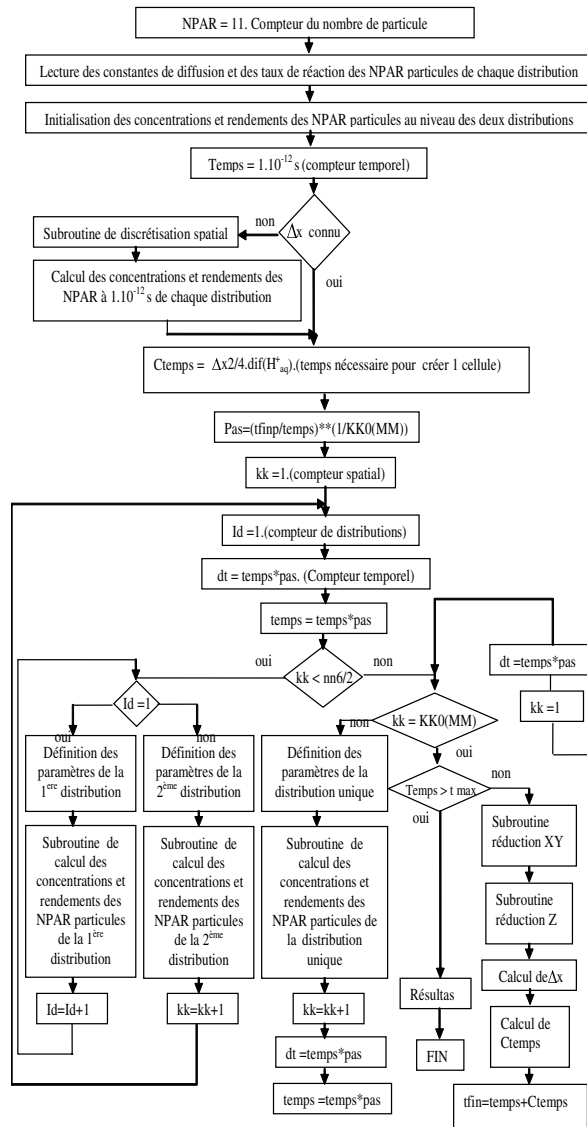 NPAR = 11. Compteur du nombre de particule
Lecture des constantes de diffusion et des taux de réaction des NPAR particules de chaque distribution
Initialisation des concentrations et rendements des NPAR particules au niveau des deux distributions
Temps = 1.10⁻¹² s (compteur temporel)
non
Subroutine de discrétisation spatial
Δx connu
Calcul des concentrations et rendements des
NPAR à 1.10⁻¹² s de chaque distribution
oui
Ctemps = Δx2/4.dif(H⁺aq).(temps nécessaire pour créer 1 cellule)
Pas=(tfinp/temps)**(1/KK0(MM))
kk =1.(compteur spatial)
Id =1.(compteur de distributions)
dt = temps*pas. (Compteur temporel)
temps = temps*pas
oui
non
kk < nn6/2
dt =temps*pas
kk =1
Id =1
kk = KK0(MM)
oui
non
non
oui
Définition des
paramètres de la
1ere distribution
Définition des
paramètres de la
2ème distribution
Définition des
paramètres de la
distribution unique
Temps > t max
non
oui
Subroutine de
calcul des
concentrations et
rendements des
NPAR particules
de la 1ère
distribution
Subroutine de
calcul des
concentrations et
rendements des
NPAR particules
de la 2ème
distribution
Subroutine de
calcul des
concentrations et
rendements des
NPAR particules de
la distribution
unique
Subroutine
réduction XY
Subroutine
réduction Z
Calcul de Δx
Calcul de
Ctemps
tfin=temps+Ctemps
Id=Id+1
kk=kk+1
kk=kk+1
dt =temps*pas
temps =temps*pas
Résultas
FIN